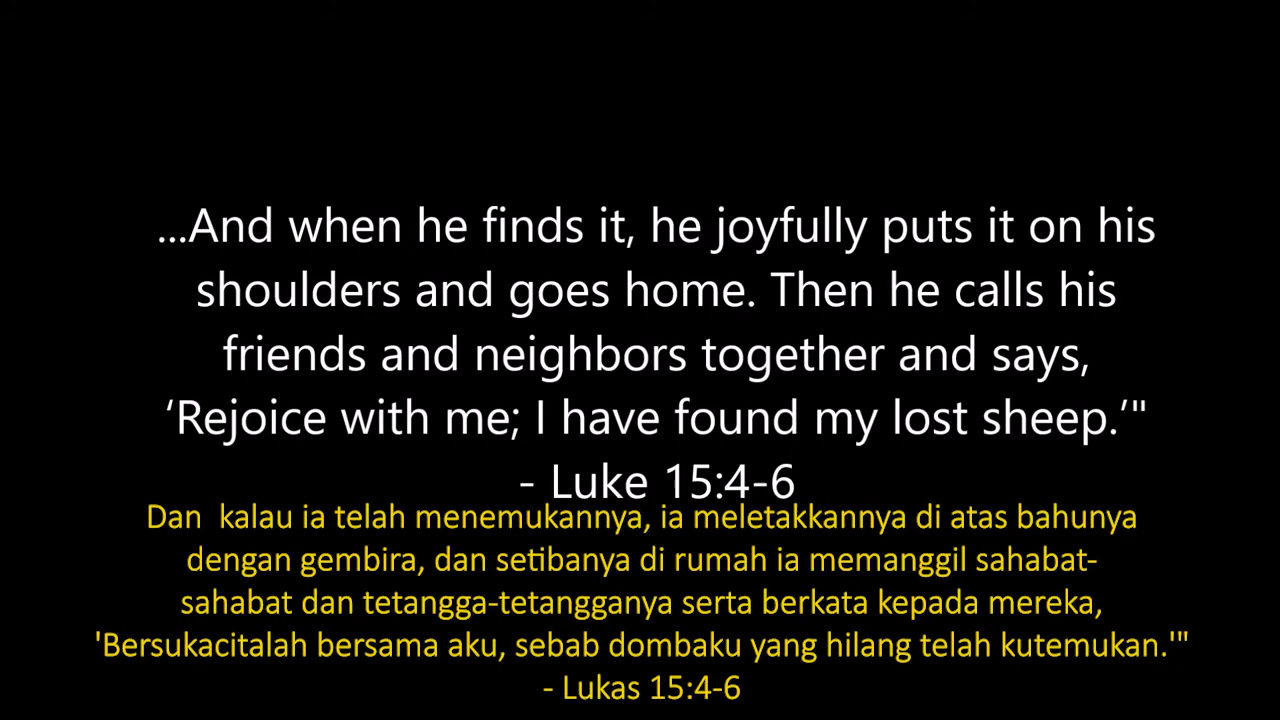 ...And when he finds it, he joyfully puts it on his
shoulders and goes home. Then he calls his
friends and neighbors together and says,
‘Rejoice with me; I have found my lost sheep.’"
- Luke 15:4-6
Dan  kalau ia telah menemukannya, ia meletakkannya di atas bahunya
dengan gembira, dan setibanya di rumah ia memanggil sahabat-
sahabat dan tetangga-tetangganya serta berkata kepada mereka,
'Bersukacitalah bersama aku, sebab dombaku yang hilang telah kutemukan.'"
- Lukas 15:4-6